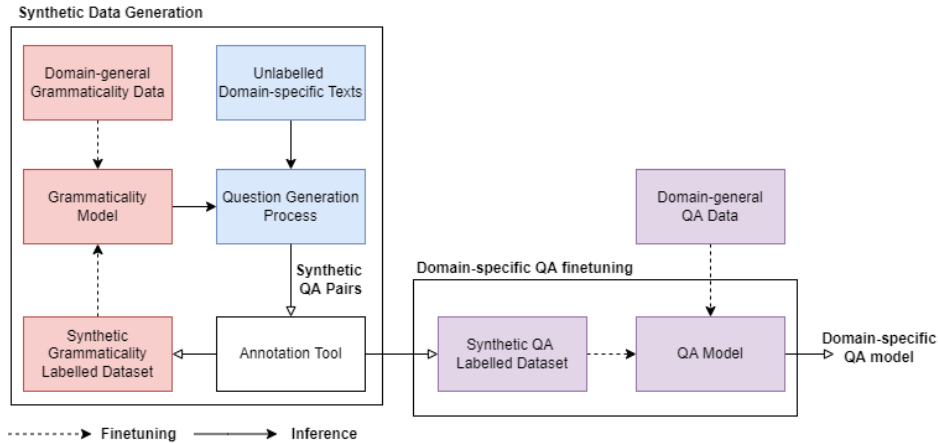 Synthetic Data Generation
Domain-general
Grammaticality Data
Unlabelled
Domain-specific Texts
Grammaticality
Model
Question Generation
Process
Domain-general
QA Data
Synthetic
QA Pairs
Domain-specific QA finetuning
Synthetic
Grammaticality
Labelled Dataset
Annotation Tool
Synthetic QA
Labelled Dataset
QA Model
Domain-specific
QA model
Finetuning
Inference